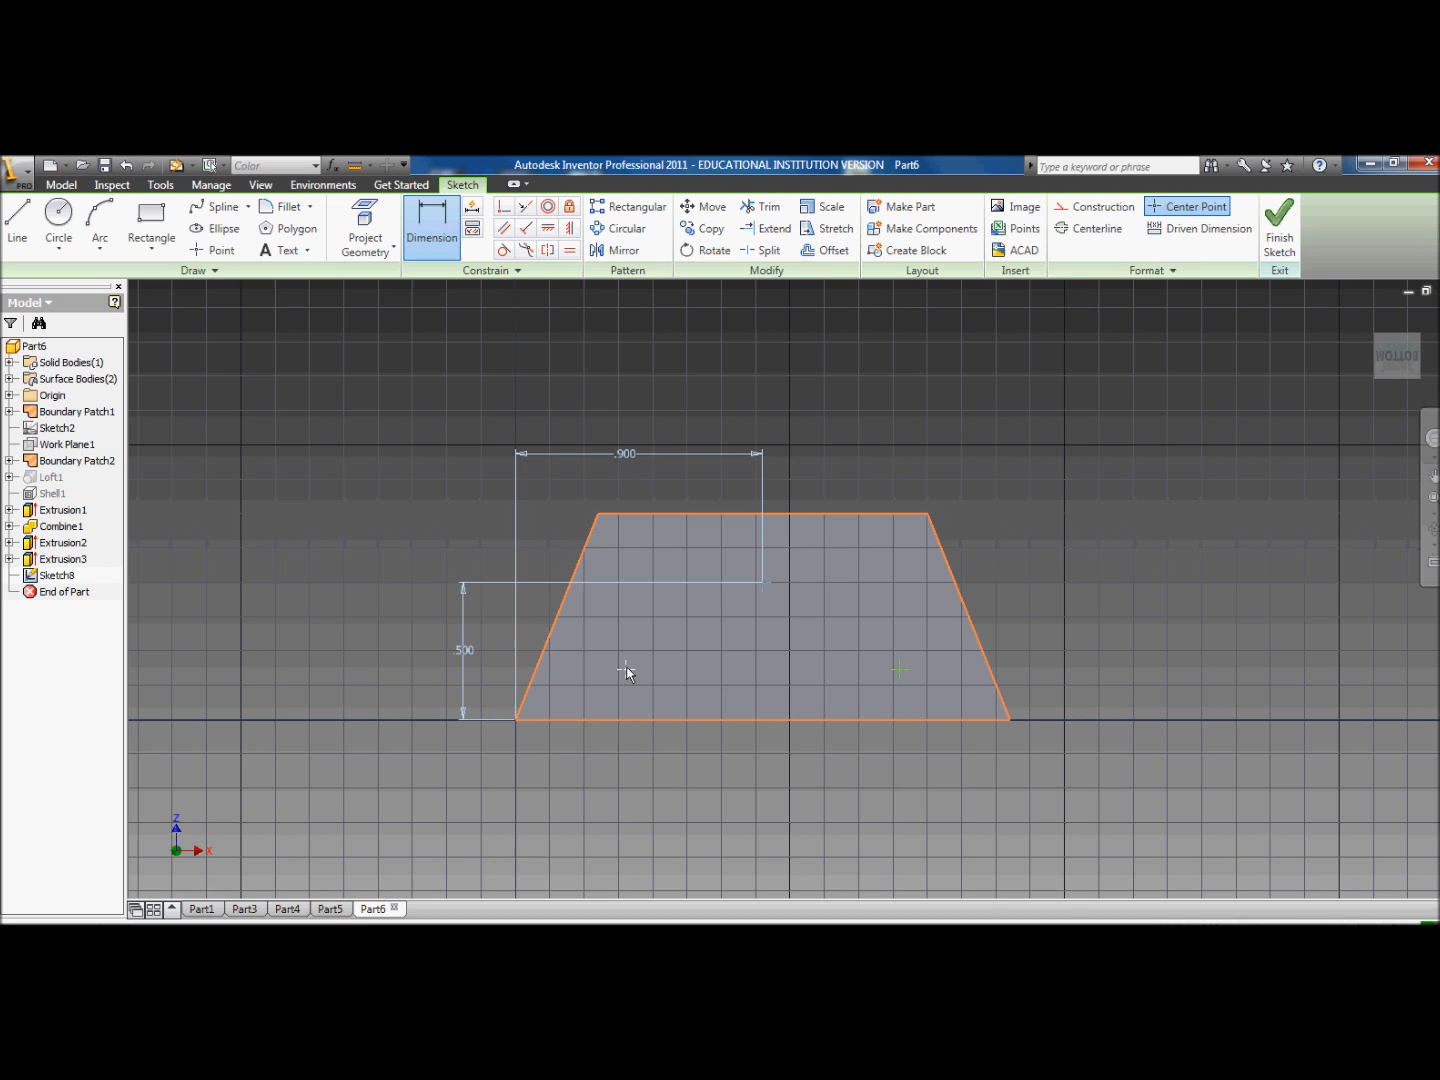 Color
Autodesk Inventor Professional 2011 - EDUCATIONAL INSTITUTION VERSION Part6
Type a keyword or phrase
PRO
Model Inspect Tools Manage View Environments Get Started Sketch
Line Circle Arc Rectangle
Spline Fillet
Ellipse Polygon
Point Text
Project Geometry
Dimension
Rectangular
Circular
Mirror
Move Trim Scale
Copy Extend Stretch
Rotate Split Offset
Make Part
Make Components
Create Block
Image
Points
ACAD
Construction Center Point
Centerline Driven Dimension
Finish Sketch
Draw Constrain Pattern Modify Layout Insert Format Exit
Model
Part6
Solid Bodies(1)
Surface Bodies(2)
Origin
Boundary Patch1
Sketch2
Work Plane1
Boundary Patch2
Loft1
Shell1
Extrusion1
Combine1
Extrusion2
Extrusion3
Sketch8
End of Part
BOTTOM
.900
.500
Z
X
Part1 Part3 Part4 Part5 Part6